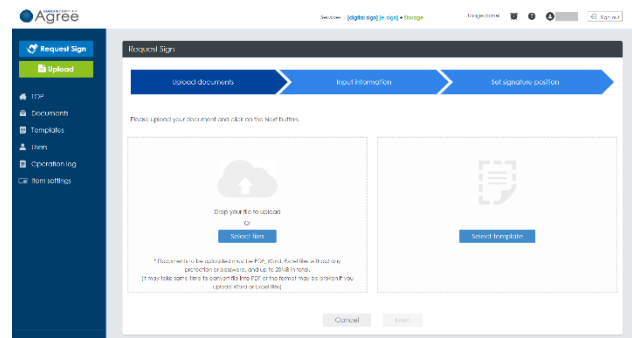 Agree
Services : [digital sign] [e-sign] + Storage
Sign out
Request Sign
Upload
TOP
Documents
Templates
Users
Operation log
Item settings
Request Sign
Upload documents
Input information
Set signature position
Please upload your document and click on the Next button.
Drop your file to upload
Or
Select files
* Documents to be uploaded must be PDF, Word, Excel files without any
protection or password, and up to in total.
(It may take some time to convert file into PDF or the format may be broken if you
upload Word or Excel files)
Select template
Cancel
Next